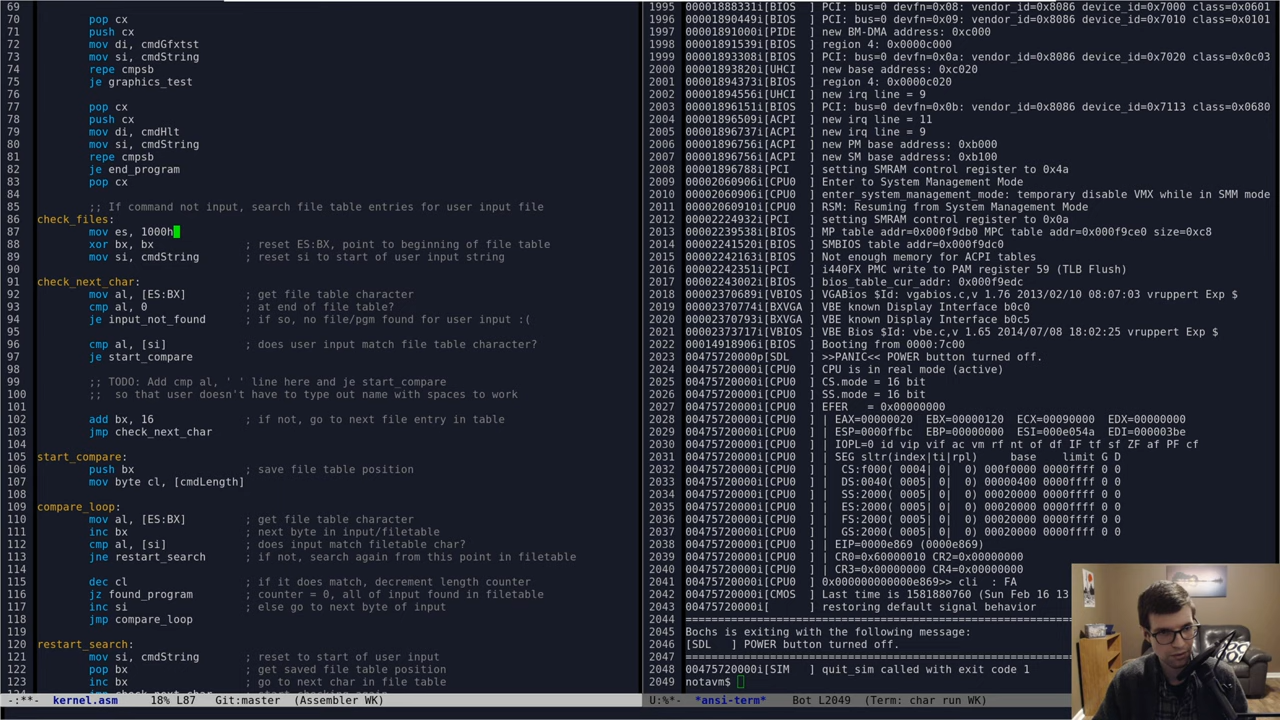 69
70 pop cx
71 push cx
72 mov di, cmdGfxtst
73 mov si, cmdString
74 repe cmpsb
75 je graphics_test
76
77 pop cx
78 push cx
79 mov di, cmdHlt
80 mov si, cmdString
81 repe cmpsb
82 je end_program
83 pop cx
84
85 ;; If command not input, search file table entries for user input file
86 check_files:
87 mov es, 1000h
88 xor bx, bx ; reset ES:BX, point to beginning of file table
89 mov si, cmdString ; reset si to start of user input string
90
91 check_next_char:
92 mov al, [ES:BX] ; get file table character
93 cmp al, 0 ; at end of file table?
94 je input_not_found ; if so, no file/pgm found for user input :(
95
96 cmp al, [si] ; does user input match file table character?
97 je start_compare
98
99 ;; TODO: Add cmp al, ' ' line here and je start_compare
100 ;; so that user doesn't have to type out name with spaces to work
101
102 add bx, 16 ; if not, go to next file entry in table
103 jmp check_next_char
104
105 start_compare:
106 push bx ; save file table position
107 mov byte cl, [cmdLength]
108
109 compare_loop:
110 mov al, [ES:BX] ; get file table character
111 inc bx ; next byte in input/filetable
112 cmp al, [si] ; does input match filetable char?
113 jne restart_search ; if not, search again from this point in filetable
114
115 dec cl ; if it does match, decrement length counter
116 jz found_program ; counter = 0, all of input found in filetable
117 inc si ; else go to next byte of input
118 jmp compare_loop
119
120 restart_search:
121 mov si, cmdString ; reset to start of user input
122 pop bx ; get saved file table position
123 inc bx ; go to next char in file table
-:**- kernel.asm 18% L87 Git:master (Assembler WK)
1995 00001888331i[BIOS ] PCI: bus=0 devfn=0x08: vendor_id=0x8086 device_id=0x7000 class=0x0601
1996 00001890449i[BIOS ] PCI: bus=0 devfn=0x09: vendor_id=0x8086 device_id=0x7010 class=0x0101
1997 00001891000i[PIDE ] new BM-DMA address: 0xc000
1998 00001891539i[BIOS ] region 4: 0x0000c000
1999 00001893308i[BIOS ] PCI: bus=0 devfn=0x0a: vendor_id=0x8086 device_id=0x7020 class=0x0c03
2000 00001893820i[UHCI ] new base address: 0xc020
2001 00001894373i[BIOS ] region 4: 0x0000c020
2002 00001894556i[UHCI ] new irq line = 9
2003 00001896151i[BIOS ] PCI: bus=0 devfn=0x0b: vendor_id=0x8086 device_id=0x7113 class=0x0680
2004 00001896509i[ACPI ] new irq line = 11
2005 00001896737i[ACPI ] new irq line = 9
2006 00001896756i[ACPI ] new PM base address: 0xb000
2007 00001896756i[ACPI ] new SM base address: 0xb100
2008 00001896788i[PCI ] setting SMRAM control register to 0x4a
2009 00002060906i[CPU0 ] Enter to System Management Mode
2010 00002060906i[CPU0 ] enter_system_management_mode: temporary disable VMX while in SMM mode
2011 00002060910i[CPU0 ] RSM: Resuming from System Management Mode
2012 00002224932i[PCI ] setting SMRAM control register to 0x0a
2013 00002239538i[BIOS ] MP table addr=0x000f9db0 MPC table addr=0x000f9ce0 size=0xc8
2014 00002241520i[BIOS ] SMBIOS table addr=0x000f9dc0
2015 00002242163i[BIOS ] Not enough memory for ACPI tables
2016 00002242351i[PCI ] i440FX PMC write to PAM register 59 (TLB Flush)
2017 00002243002i[BIOS ] bios_table_cur_addr: 0x000f9edc
2018 00002370689i[VBIOS ] VGABios $Id: vgabios.c,v 1.76 2013/02/10 08:07:03 vruppert Exp $
2019 00002370774i[BXVGA ] VBE known Display Interface b0c0
2020 00002370793i[BXVGA ] VBE known Display Interface b0c5
2021 00002373717i[VBIOS ] VBE Bios $Id: vbe.c,v 1.65 2014/07/08 18:02:25 vruppert Exp $
2022 00014918906i[BIOS ] Booting from 0000:7c00
2023 00475720000p[SDL ] >>PANIC<< POWER button turned off.
2024 00475720000i[CPU0 ] CPU is in real mode (active)
2025 00475720000i[CPU0 ] CS.mode = 16 bit
2026 00475720000i[CPU0 ] SS.mode = 16 bit
2027 00475720000i[CPU0 ] EFER = 0x00000000
2028 00475720000i[CPU0 ] | EAX=00000020 EBX=00000120 ECX=00090000 EDX=00000000
2029 00475720000i[CPU0 ] | ESP=0000ffbc EBP=00000000 ESI=000e054a EDI=000003be
2030 00475720000i[CPU0 ] | IOPL=0 id vip vif ac vm rf nt of df IF tf sf ZF af PF cf
2031 00475720000i[CPU0 ] | SEG sltr(index|ti|rpl) base limit G D
2032 00475720000i[CPU0 ] | CS:f000( 0004| 0| 0) 000f0000 0000ffff 0 0
2033 00475720000i[CPU0 ] | DS:0040( 0005| 0| 0) 00000400 0000ffff 0 0
2034 00475720000i[CPU0 ] | SS:2000( 0005| 0| 0) 00020000 0000ffff 0 0
2035 00475720000i[CPU0 ] | ES:2000( 0005| 0| 0) 00020000 0000ffff 0 0
2036 00475720000i[CPU0 ] | FS:2000( 0005| 0| 0) 00020000 0000ffff 0 0
2037 00475720000i[CPU0 ] | GS:2000( 0005| 0| 0) 00020000 0000ffff 0 0
2038 00475720000i[CPU0 ] | EIP=0000e869 (0000e869)
2039 00475720000i[CPU0 ] | CR0=0x60000010 CR2=0x00000000
2040 00475720000i[CPU0 ] | CR3=0x00000000 CR4=0x00000000
2041 00475720000i[CPU0 ] 0x000000000000e869>> cli : FA
2042 00475720000i[CMOS ] Last time is 1581880760 (Sun Feb 16 13
2043 00475720000i[ ] restoring default signal behavior
2044 ========================================================
2045 Bochs is exiting with the following message:
2046 [SDL ] POWER button turned off.
2047 ========================================================
2048 00475720000i[SIM ] quit_sim called with exit code 1
2049 notavm$
U:%*- *ansi-term* Bot L2049 (Term: char run WK)